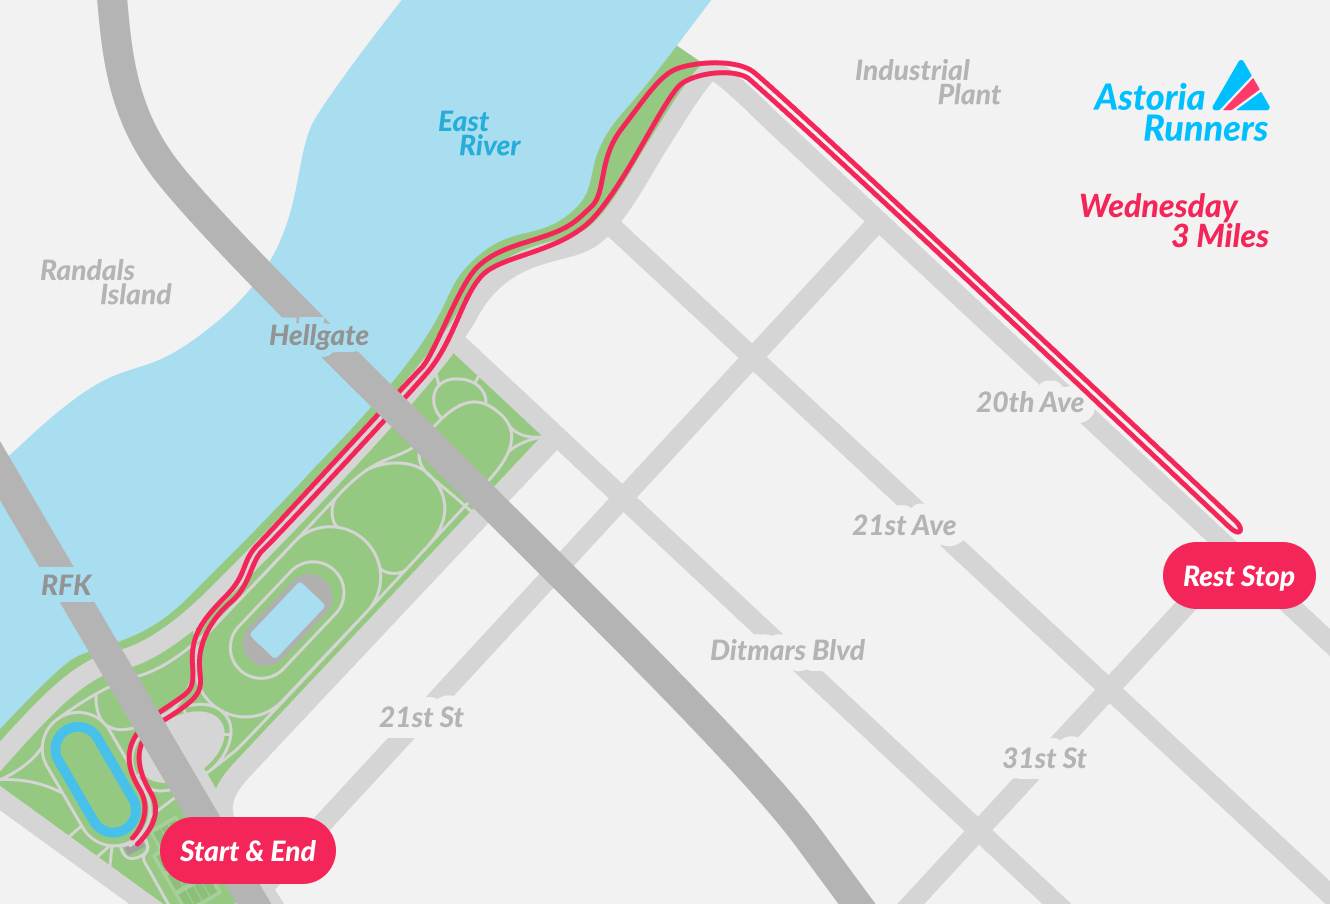 Industrial
Plant
Astoria
Runners
East
River
Wednesday
3 Miles
Randals
Island
Hellgate
20th Ave
21st Ave
RFK
Rest Stop
Ditmars Blvd
21st St
31st St
Start & End